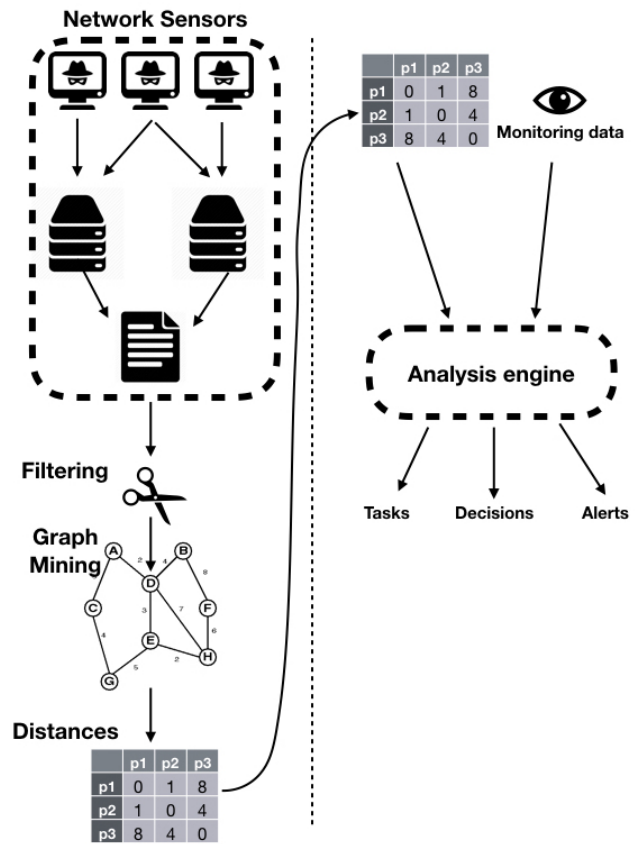 Network Sensors
Filtering
Graph
Mining
A
B
2
4
D
8
C
3
7
F
4
E
6
5
2
H
G
Distances
p1 p2 p3
p1 0 1 8
p2 1 0 4
p3 8 4 0
p1 p2 p3
p1 0 1 8
p2 1 0 4
p3 8 4 0
Monitoring data
Analysis engine
Tasks Decisions Alerts